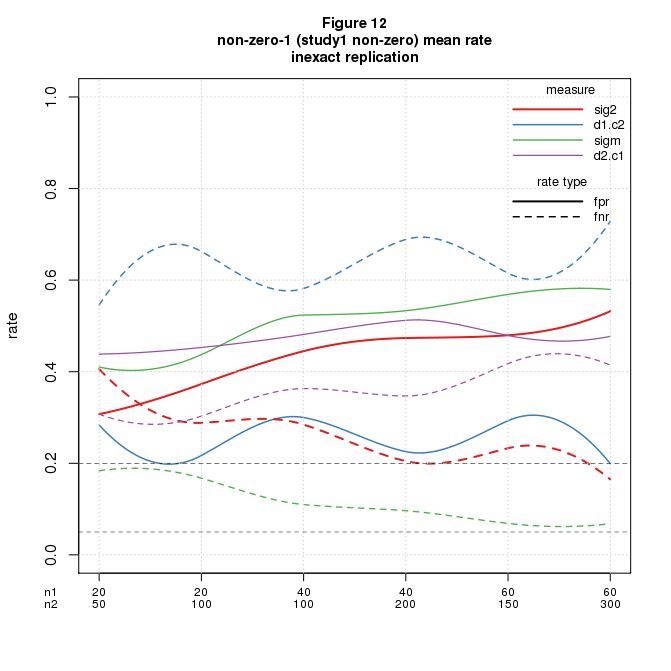 Figure 12
non-zero-1 (study1 non-zero) mean rate
inexact replication
measure
sig2
d1.c2
sigm
d2.c1
rate type
fpr
fnr
rate
1.0
0.8
0.6
0.4
0.2
0.0
n1 20 20 40 40 60 60
n2 50 100 100 200 150 300